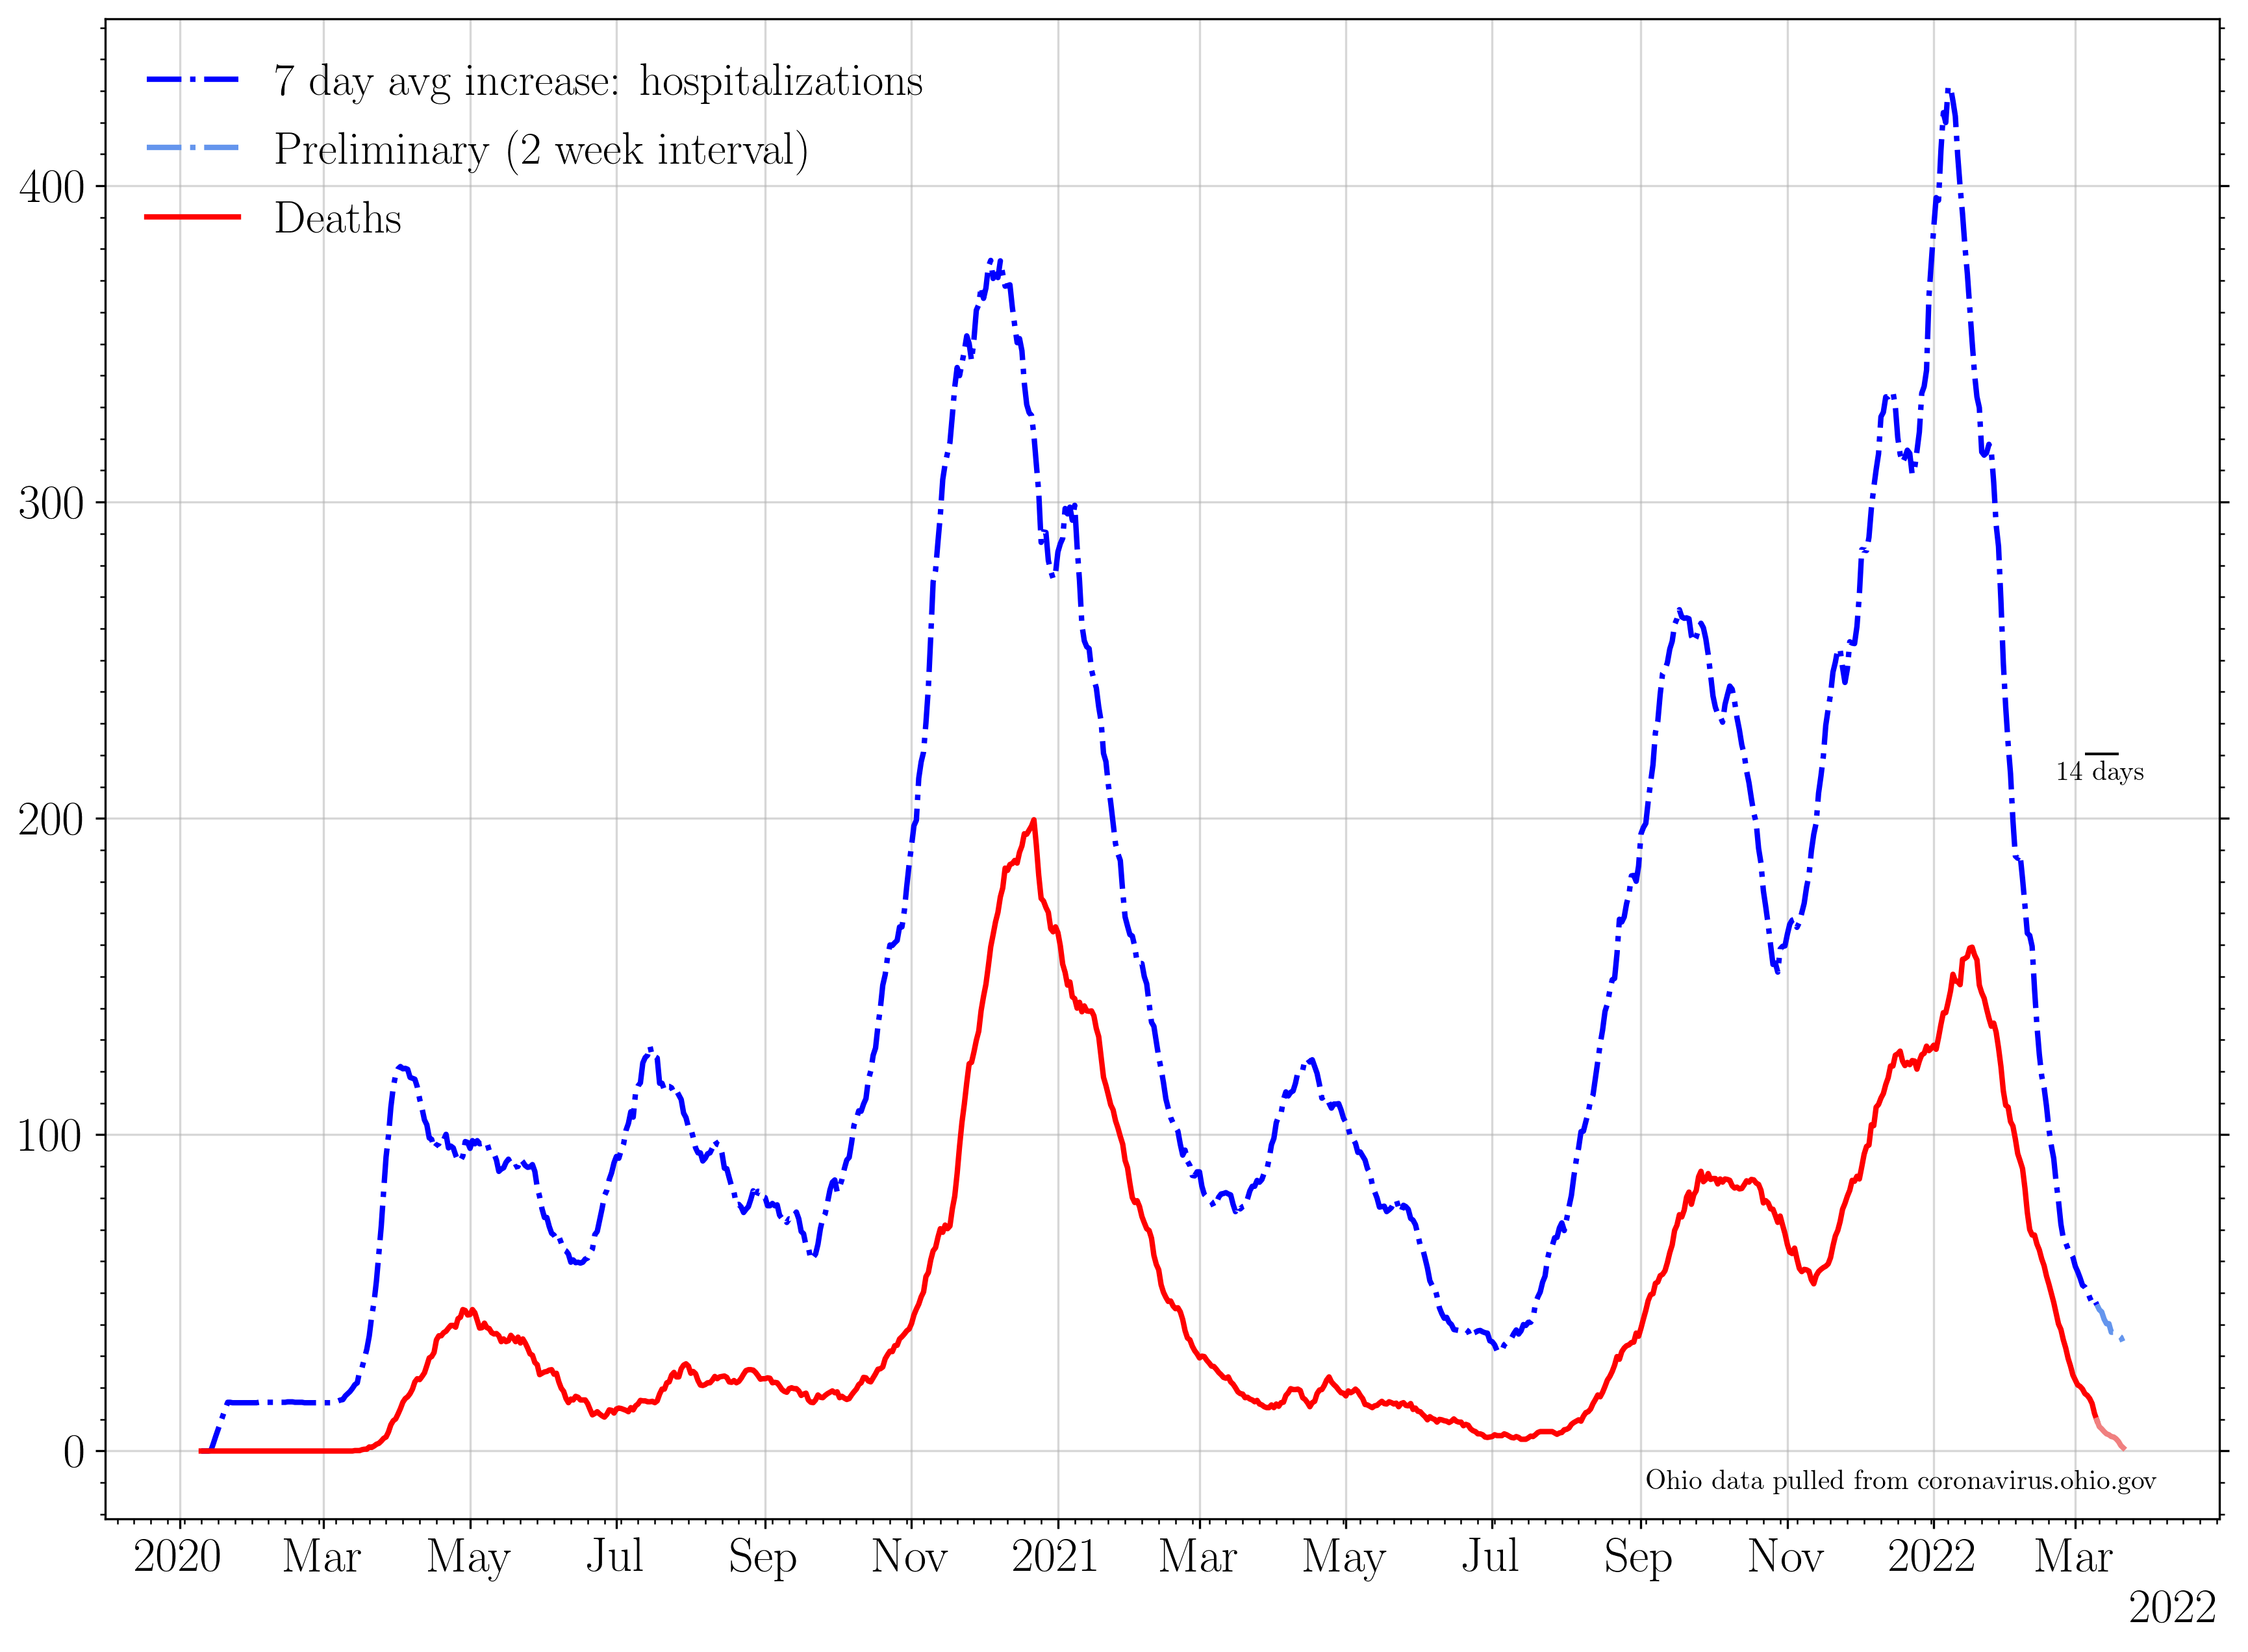 7 day avg increase: hospitalizations
Preliminary (2 week interval)
Deaths
400
300
200
100
0
14 days
Ohio data pulled from coronavirus.ohio.gov
2020 Mar May Jul Sep Nov 2021 Mar May Jul Sep Nov 2022 Mar
2022